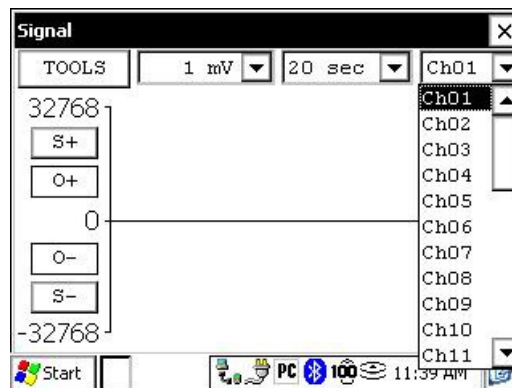 Signal
TOOLS 1 mV 20 sec Ch01
32768
S+
O+
0
O-
S-
-32768
Ch01
Ch02
Ch03
Ch04
Ch05
Ch06
Ch07
Ch08
Ch09
Ch10
Ch11
Start PC 100 11:39 AM